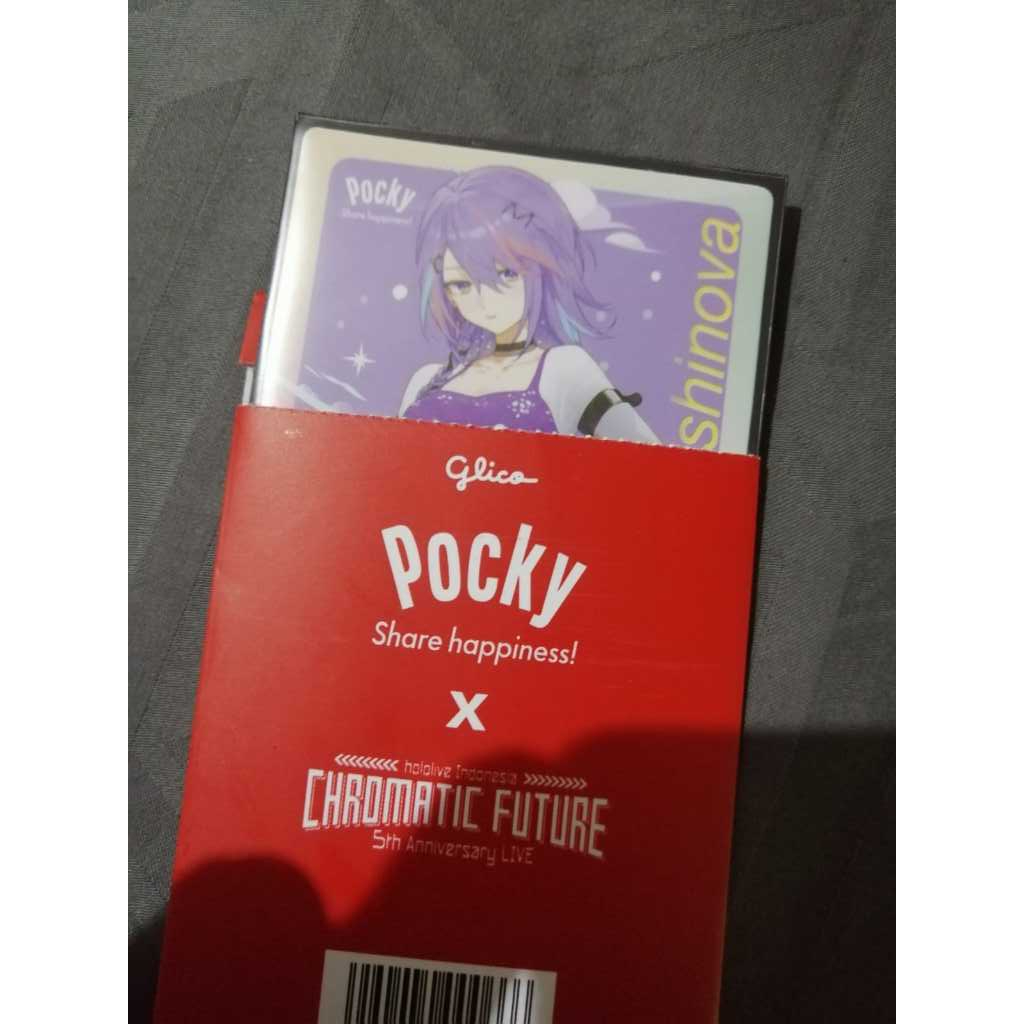 Pocky
Share happiness!
shinova
Glico
Pocky
Share happiness!
x
hololive Indonesia
CHROMATIC FUTURE
5th Anniversary LIVE